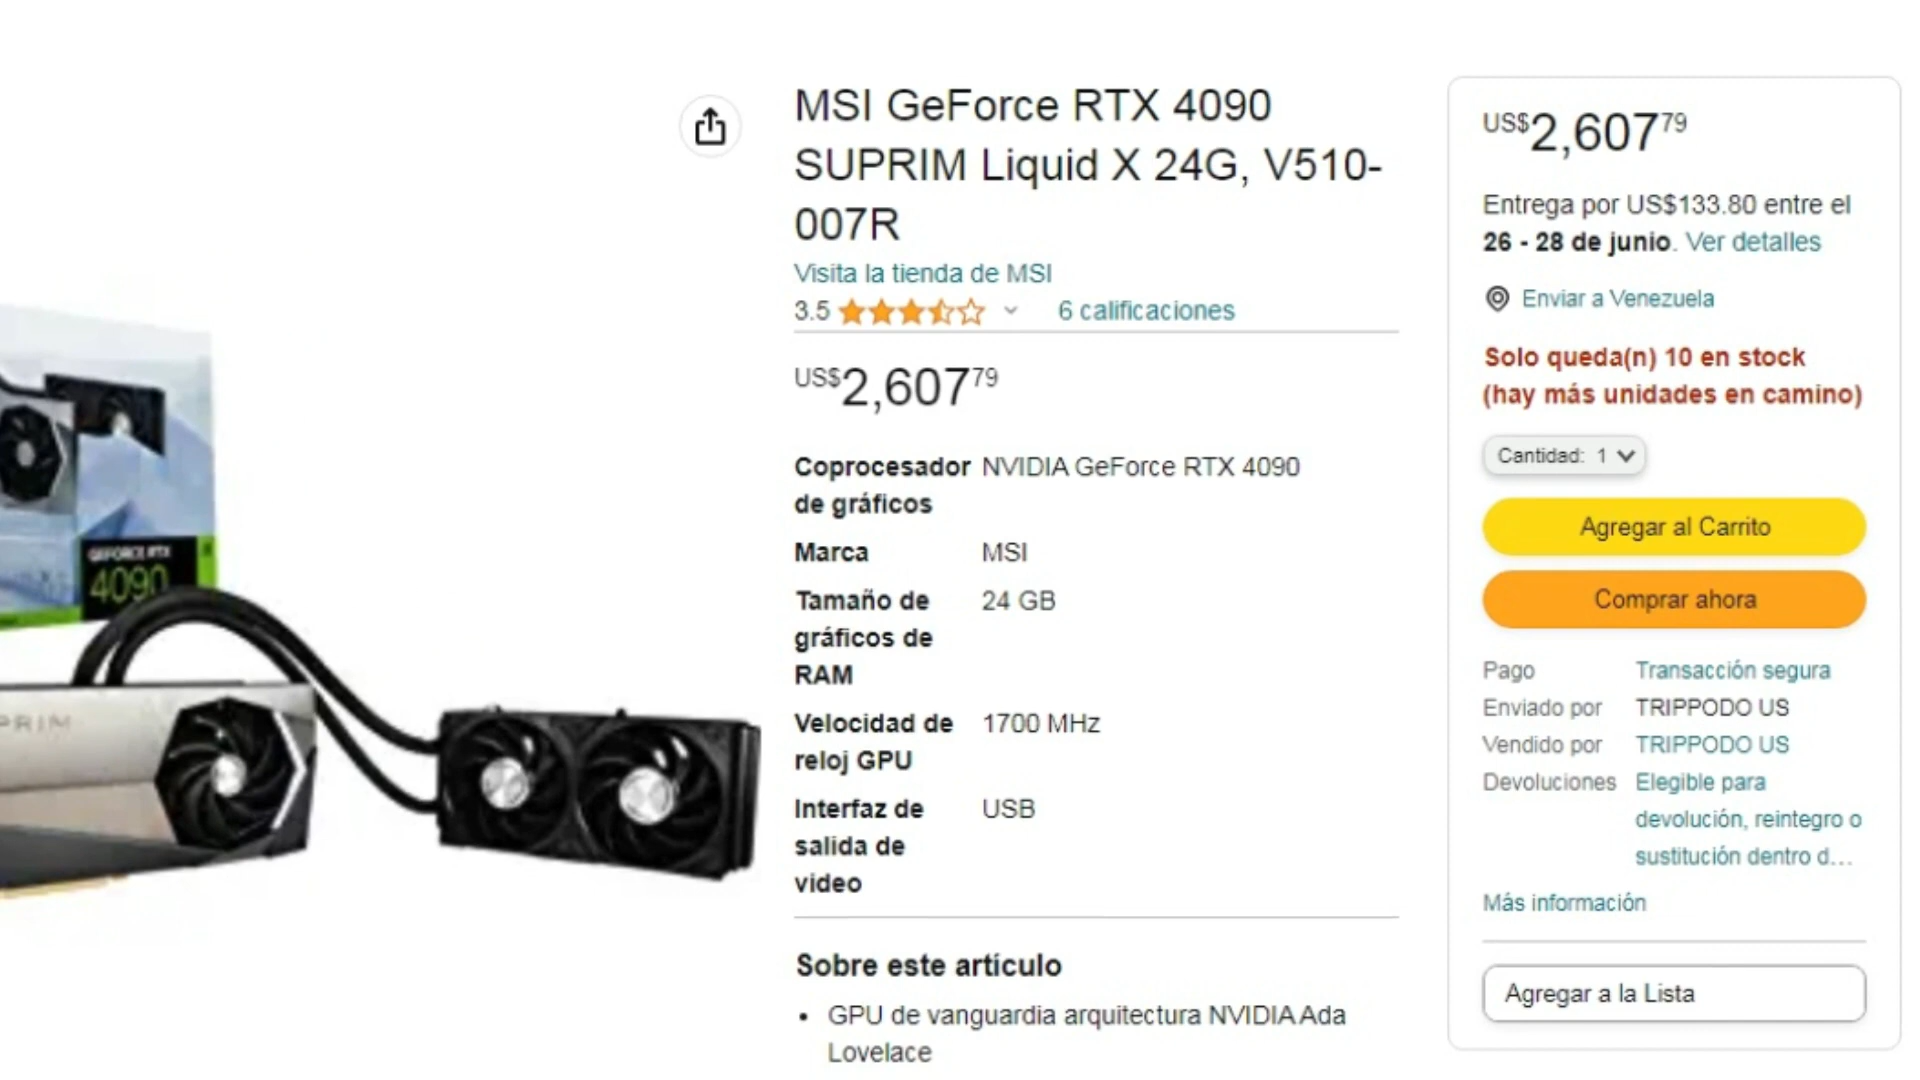 MSI GeForce RTX 4090
SUPRIM Liquid X 24G, V510-
007R
Visita la tienda de MSI
3.5
6 calificaciones
US$2,60779
Coprocesador NVIDIA GeForce RTX 4090
de gráficos
Marca MSI
Tamaño de 24 GB
gráficos de
RAM
Velocidad de 1700 MHz
reloj GPU
Interfaz de USB
salida de
video
Sobre este artículo
• GPU de vanguardia arquitectura NVIDIA Ada
Lovelace
US$2,60779
Entrega por US$133.80 entre el
26 - 28 de junio. Ver detalles
Enviar a Venezuela
Solo queda(n) 10 en stock
(hay más unidades en camino)
Cantidad: 1
Agregar al Carrito
Comprar ahora
Pago Transacción segura
Enviado por TRIPPODO US
Vendido por TRIPPODO US
Devoluciones Elegible para
devolución, reintegro o
sustitución dentro d...
Más información
Agregar a la Lista
GEFORCE RTX
4090
PRIM